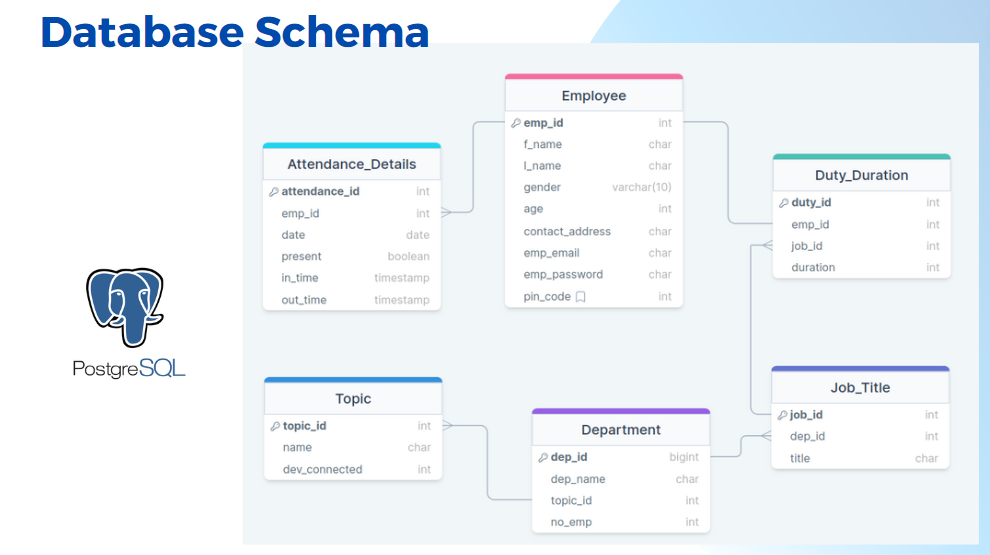 Database Schema
Employee
emp_id int
f_name char
l_name char
gender varchar(10)
age int
contact_address char
emp_email char
emp_password char
pin_code int
Attendance_Details
attendance_id int
emp_id int
date date
present boolean
in_time timestamp
out_time timestamp
Duty_Duration
duty_id int
emp_id int
job_id int
duration int
PostgreSQL
Topic
topic_id int
name char
dev_connected int
Department
dep_id bigint
dep_name char
topic_id int
no_emp int
Job_Title
job_id int
dep_id int
title char